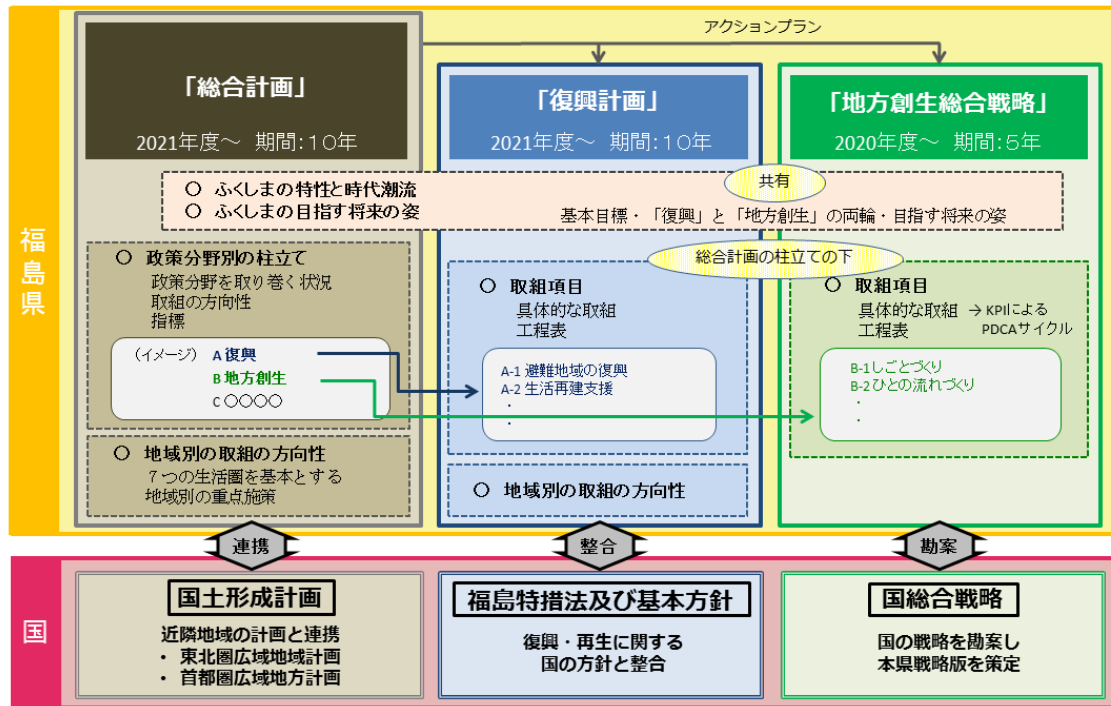 アクションプラン
福島県
「総合計画」
2021年度～ 期間：１０年
「復興計画」
2021年度～ 期間：１０年
「地方創生総合戦略」
2020年度～ 期間：５年
共有
○ ふくしまの特性と時代潮流
○ ふくしまの目指す将来の姿
基本目標・「復興」と「地方創生」の両輪・目指す将来の姿
総合計画の柱立ての下
○ 政策分野別の柱立て
政策分野を取り巻く状況
取組の方向性
指標
（イメージ） A 復興
B 地方創生
C 〇〇〇〇
○ 地域別の取組の方向性
７つの生活圏を基本とする
地域別の重点施策
○ 取組項目
具体的な取組
工程表
A-1 避難地域の復興
A-2 生活再建支援
・
・
○ 地域別の取組の方向性
○ 取組項目
具体的な取組 → KPIによる
工程表 PDCAサイクル
B-1しごとづくり
B-2ひとの流れづくり
・
・
連携
整合
勘案
国
国土形成計画
近隣地域の計画と連携
・ 東北圏広域地域計画
・ 首都圏広域地方計画
福島特措法及び基本方針
復興・再生に関する
国の方針と整合
国総合戦略
国の戦略を勘案し
本県戦略版を策定